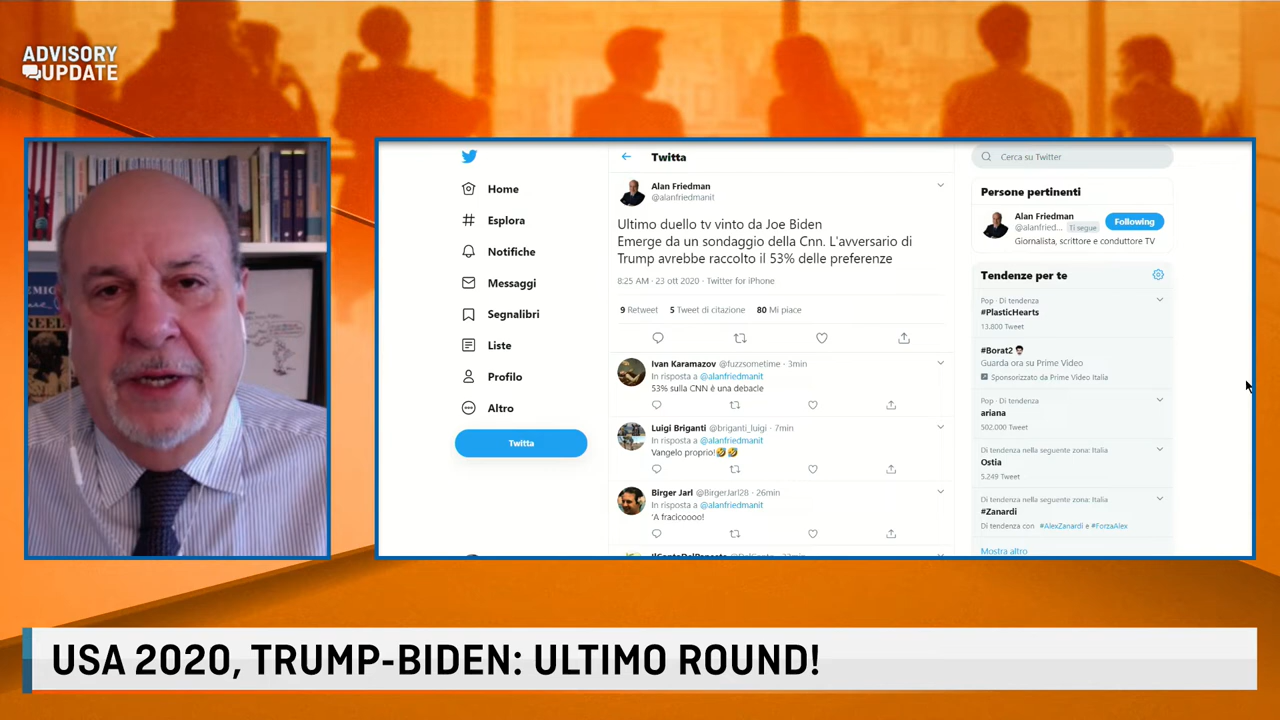 ADVISORY
UPDATE
REEL
Home
Esplora
Notifiche
Messaggi
Segnalibri
Liste
Profilo
Altro
Twitta
Twitta
Alan Friedman
@alanfriedmanit
Ultimo duello tv vinto da Joe Biden
Emerge da un sondaggio della Cnn. L'avversario di
Trump avrebbe raccolto il 53% delle preferenze
8:25 AM · 23 ott 2020 · Twitter for iPhone
9 Retweet 5 Tweet di citazione 80 Mi piace
Ivan Karamazov @fuzzsometime · 3min
In risposta a @alanfriedmanit
53% sulla CNN è una debacle
Luigi Briganti @briganti_luigi · 7min
In risposta a @alanfriedmanit
Vangelo proprio!🤣🤣
Birger Jarl @BirgerJarl28 · 26min
In risposta a @alanfriedmanit
'A fracicoooo!
Cerca su Twitter
Persone pertinenti
Alan Friedman
@alanfried... Ti segue
Following
Giornalista, scrittore e conduttore TV
Tendenze per te
Pop · Di tendenza
#PlasticHearts
13.800 Tweet
#Borat2
Guarda ora su Prime Video
Sponsorizzato da Prime Video Italia
Pop · Di tendenza
ariana
502.000 Tweet
Di tendenza nella seguente zona: Italia
Ostia
5.249 Tweet
Di tendenza nella seguente zona: Italia
#Zanardi
Di tendenza con #AlexZanardi e #ForzaAlex
Mostra altro
USA 2020, TRUMP-BIDEN: ULTIMO ROUND!